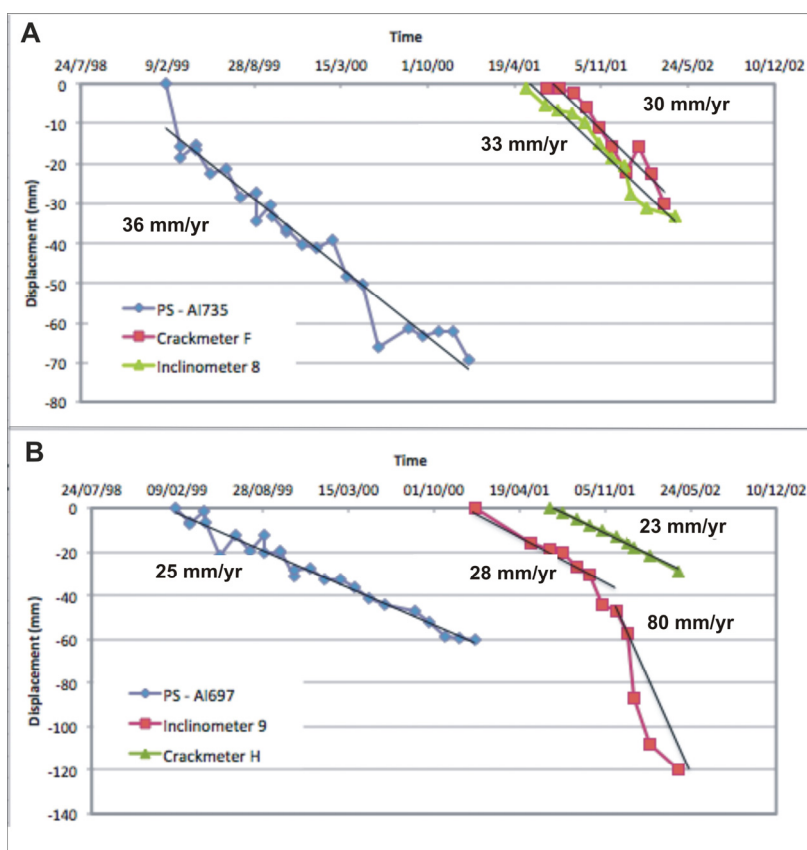 A
Time
24/7/98 9/2/99 28/8/99 15/3/00 1/10/00 19/4/01 5/11/01 24/5/02 10/12/02
0
-10
-20
-30
-40
-50
-60
-70
-80
Displacement (mm)
30 mm/yr
33 mm/yr
36 mm/yr
PS - AI735
Crackmeter F
Inclinometer 8
B
Time
24/07/98 09/02/99 28/08/99 15/03/00 01/10/00 19/04/01 05/11/01 24/05/02 10/12/02
0
-20
-40
-60
-80
-100
-120
-140
Displacement (mm)
23 mm/yr
25 mm/yr
28 mm/yr
80 mm/yr
PS - AI697
Inclinometer 9
Crackmeter H